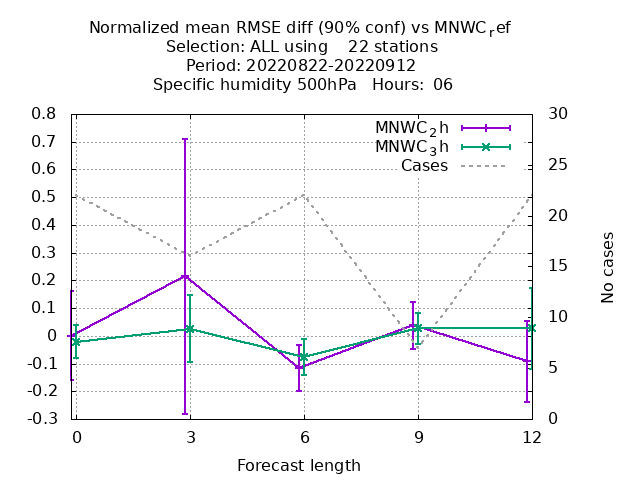 Normalized mean RMSE diff (90% conf) vs MNWC_ref
Selection: ALL using    22 stations
Period: 20220822-20220912
Specific humidity 500hPa   Hours:  06
MNWC_2h
MNWC_3h
Cases
0.8
0.7
0.6
0.5
0.4
0.3
0.2
0.1
0
-0.1
-0.2
-0.3
30
25
20
15
10
5
0
No cases
0 3 6 9 12
Forecast length